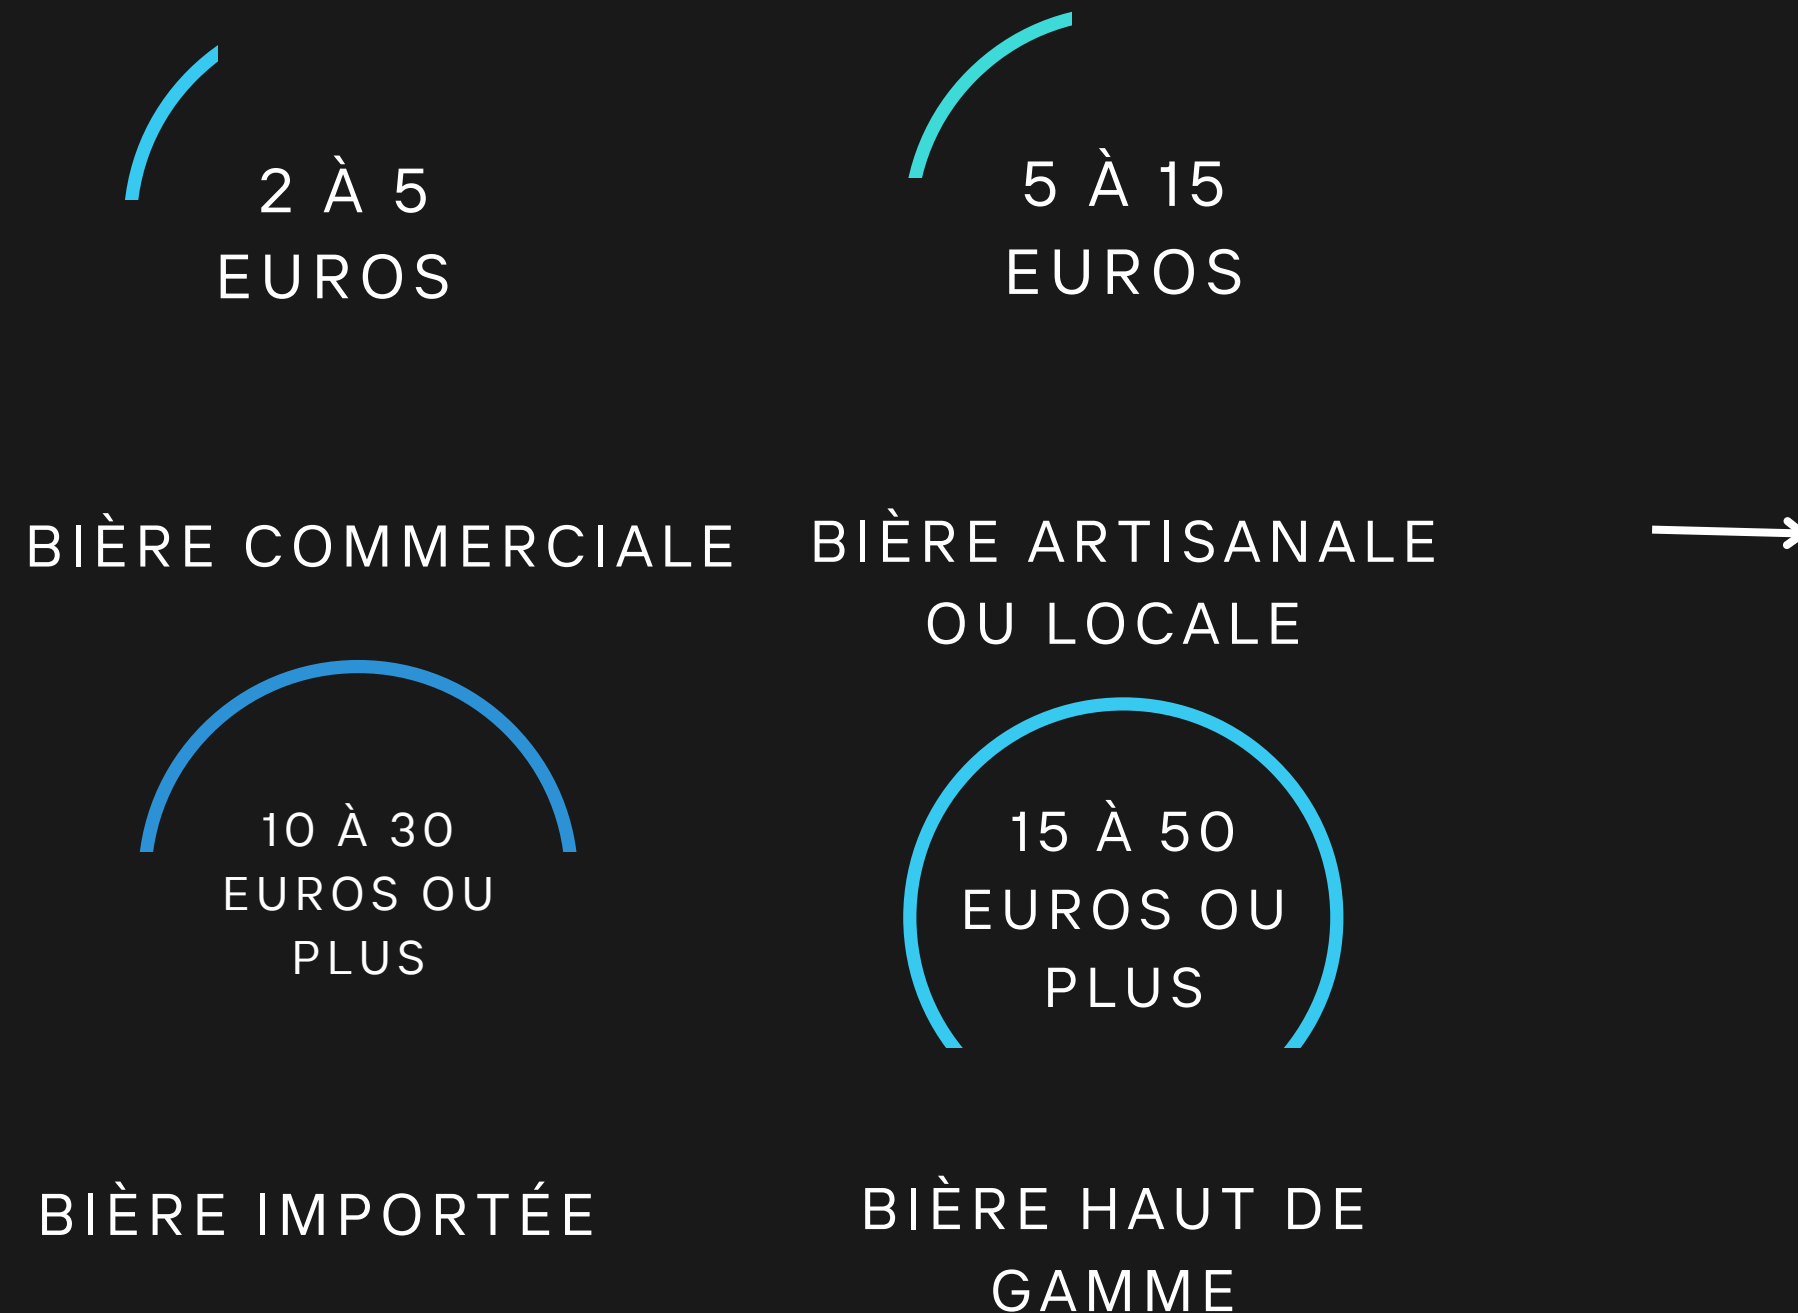 2 À 5
EUROS
BIÈRE COMMERCIALE
5 À 15
EUROS
BIÈRE ARTISANALE
OU LOCALE
10 À 30
EUROS OU
PLUS
BIÈRE IMPORTÉE
15 À 50
EUROS OU
PLUS
BIÈRE HAUT DE
GAMME